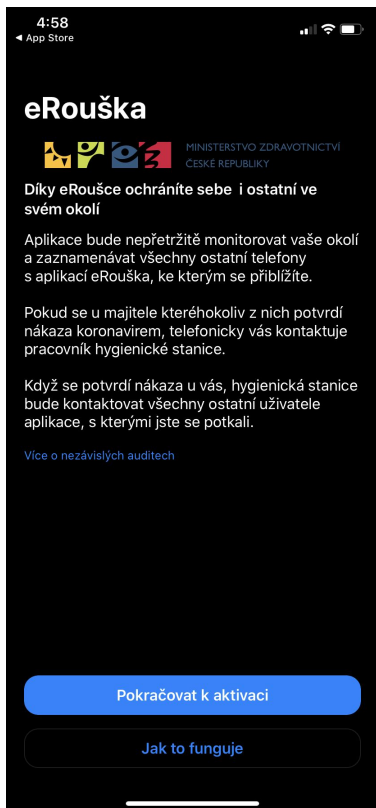 4:58
◀ App Store
eRouška
MINISTERSTVO ZDRAVOTNICTVÍ
ČESKÉ REPUBLIKY
Díky eRoušce ochráníte sebe i ostatní ve
svém okolí
Aplikace bude nepřetržitě monitorovat vaše okolí
a zaznamenávat všechny ostatní telefony
s aplikací eRouška, ke kterým se přiblížíte.
Pokud se u majitele kteréhokoliv z nich potvrdí
nákaza koronavirem, telefonicky vás kontaktuje
pracovník hygienické stanice.
Když se potvrdí nákaza u vás, hygienická stanice
bude kontaktovat všechny ostatní uživatele
aplikace, s kterými jste se potkali.
Více o nezávislých auditech
Pokračovat k aktivaci
Jak to funguje